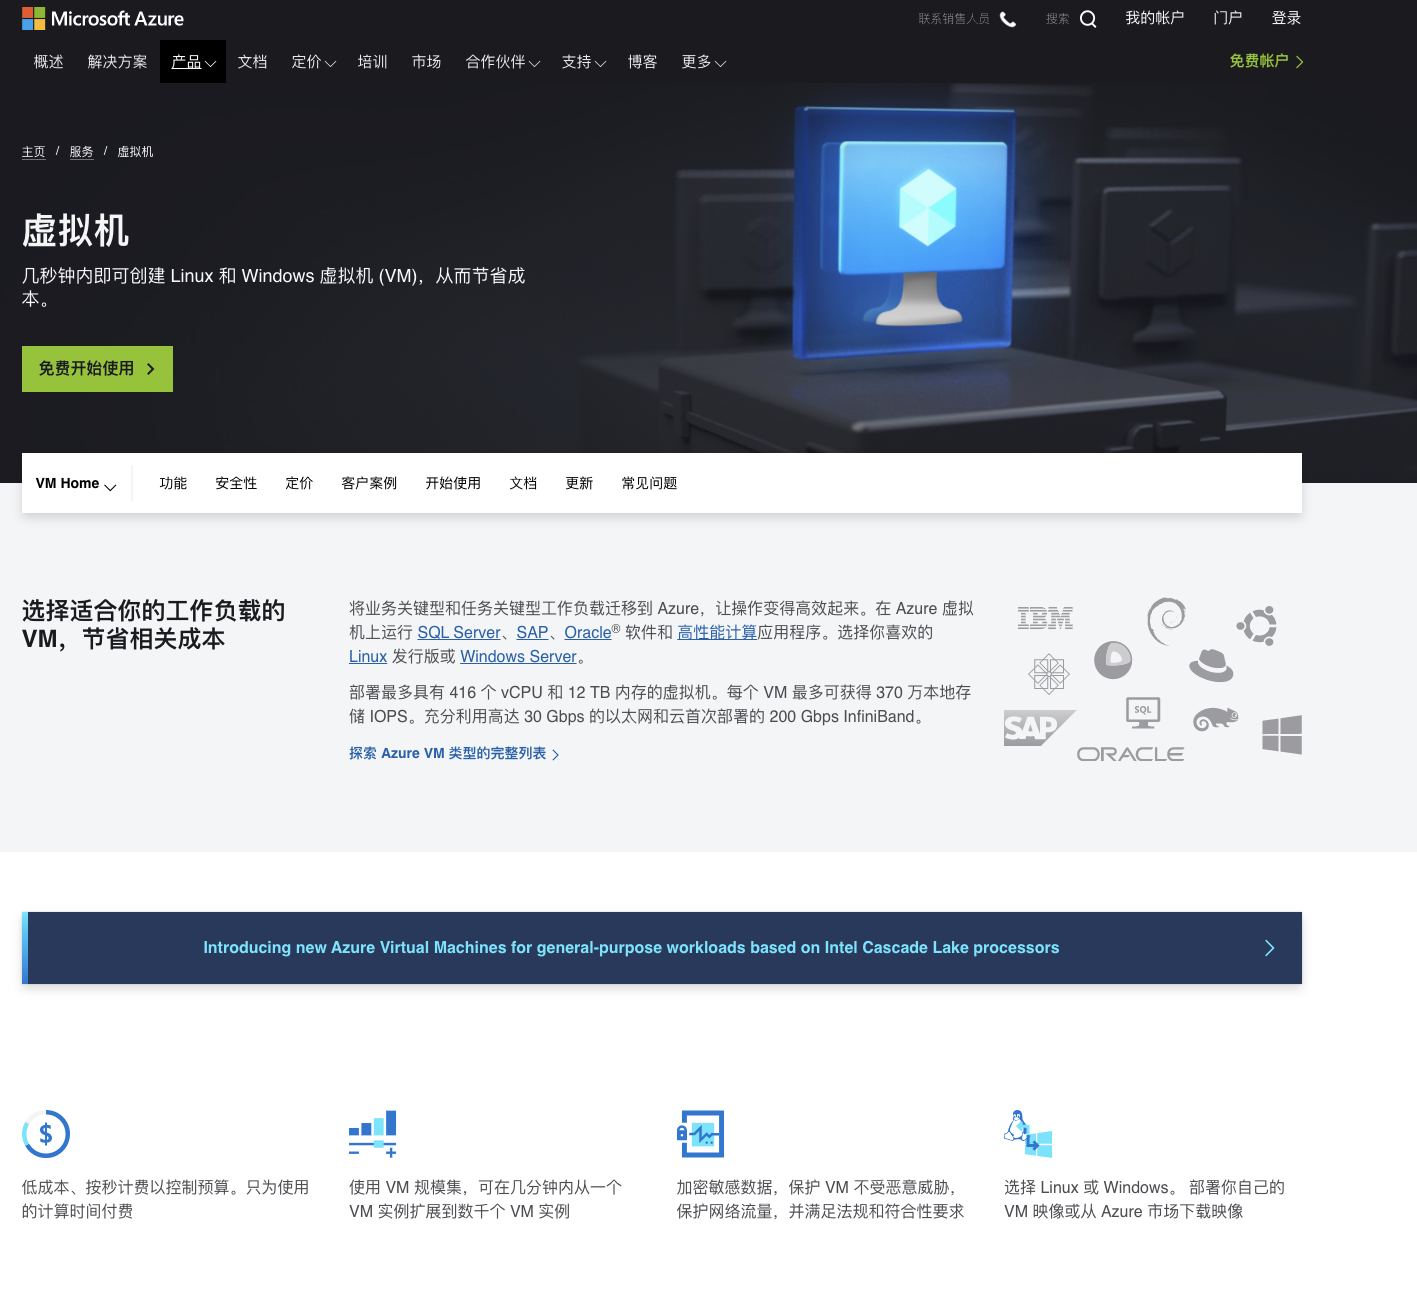 Microsoft Azure
联系销售人员
搜索
我的帐户
门户
登录
概述
解决方案
产品
文档
定价
培训
市场
合作伙伴
支持
博客
更多
免费帐户
主页 / 服务 / 虚拟机
虚拟机
几秒钟内即可创建 Linux 和 Windows 虚拟机 (VM)，从而节省成
本。
免费开始使用
VM Home
功能
安全性
定价
客户案例
开始使用
文档
更新
常见问题
选择适合你的工作负载的
VM，节省相关成本
将业务关键型和任务关键型工作负载迁移到 Azure，让操作变得高效起来。在 Azure 虚拟
机上运行 SQL Server、SAP、Oracle® 软件和 高性能计算应用程序。选择你喜欢的
Linux 发行版或 Windows Server。
部署最多具有 416 个 vCPU 和 12 TB 内存的虚拟机。每个 VM 最多可获得 370 万本地存
储 IOPS。充分利用高达 30 Gbps 的以太网和云首次部署的 200 Gbps InfiniBand。
探索 Azure VM 类型的完整列表
IBM
SQL
SAP
ORACLE
Introducing new Azure Virtual Machines for general-purpose workloads based on Intel Cascade Lake processors
$
低成本、按秒计费以控制预算。只为使用
的计算时间付费
使用 VM 规模集，可在几分钟内从一个
VM 实例扩展到数千个 VM 实例
加密敏感数据，保护 VM 不受恶意威胁，
保护网络流量，并满足法规和符合性要求
选择 Linux 或 Windows。 部署你自己的
VM 映像或从 Azure 市场下载映像